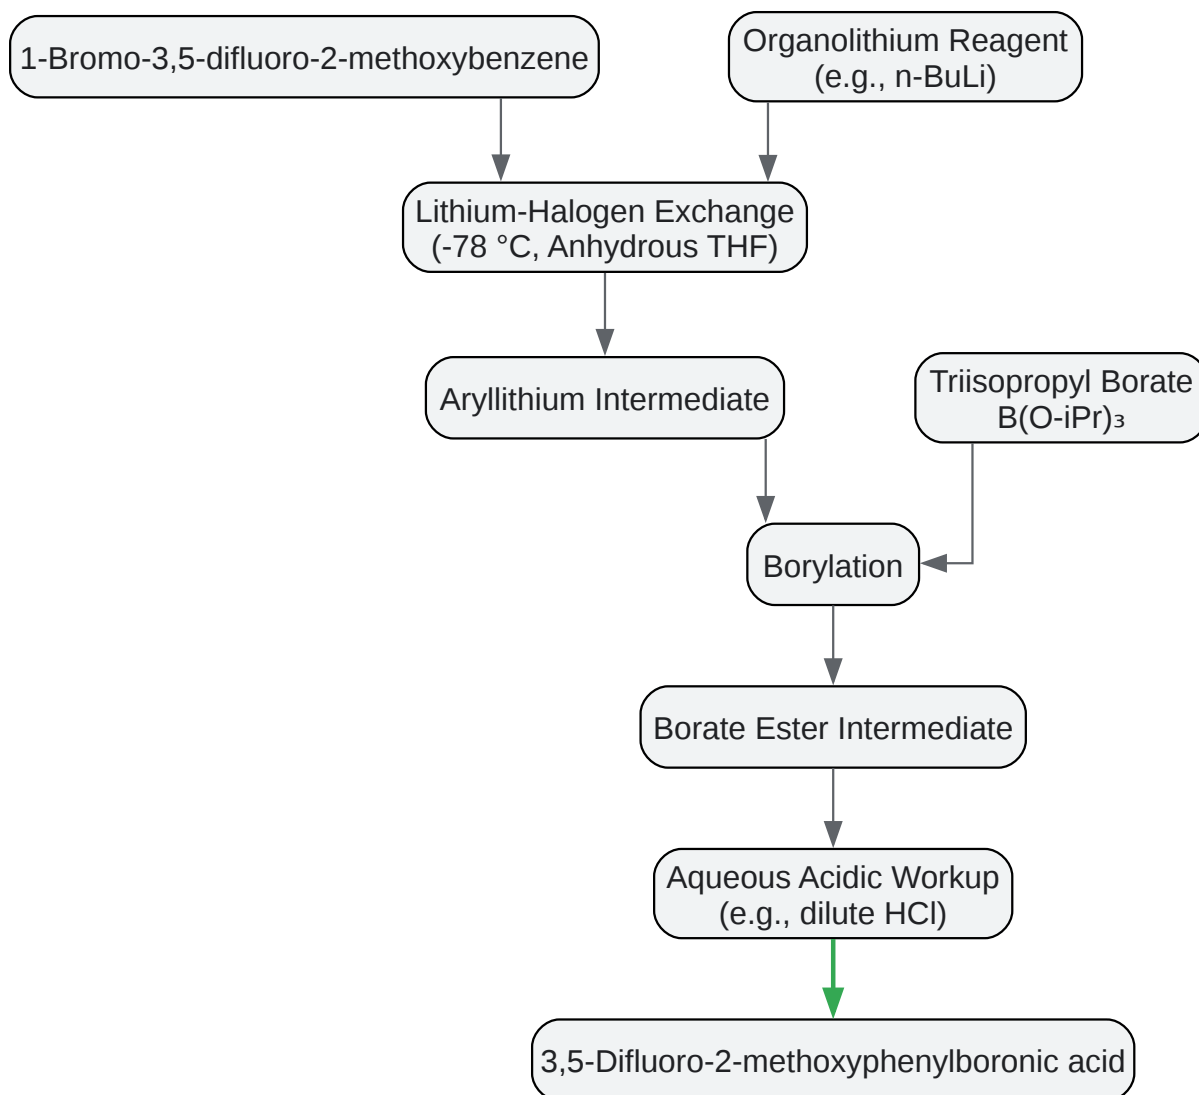 1-Bromo-3,5-difluoro-2-methoxybenzene
Organolithium Reagent
(e.g., n-BuLi)
Lithium-Halogen Exchange
(-78 °C, Anhydrous THF)
Aryllithium Intermediate
Triisopropyl Borate
B(O-iPr)₃
Borylation
Borate Ester Intermediate
Aqueous Acidic Workup
(e.g., dilute HCl)
3,5-Difluoro-2-methoxyphenylboronic acid